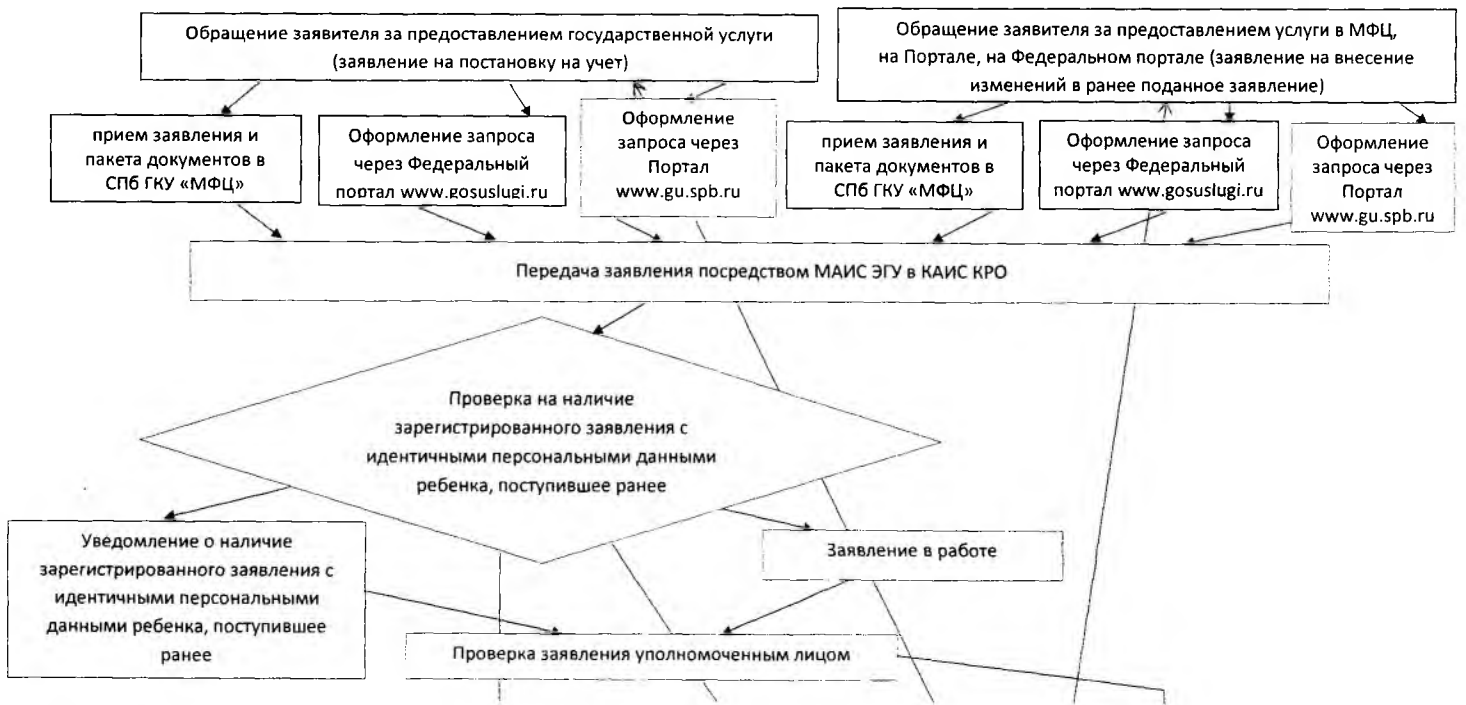 Обращение заявителя за предоставлением государственной услуги
(заявление на постановку на учет)
Обращение заявителя за предоставлением услуги в МФЦ,
на Портале, на Федеральном портале (заявление на внесение
изменений в ранее поданное заявление)
прием заявления и
пакета документов в
СПб ГКУ «МФЦ»
Оформление запроса
через Федеральный
портал www.gosuslugi.ru
Оформление
запроса через
Портал
www.gu.spb.ru
прием заявления и
пакета документов в
СПб ГКУ «МФЦ»
Оформление запроса
через Федеральный
портал www.gosuslugi.ru
Оформление
запроса через
Портал
www.gu.spb.ru
Передача заявления посредством МАИС ЭГУ в КАИС КРО
Проверка на наличие
зарегистрированного заявления с
идентичными персональными данными
ребенка, поступившее ранее
Уведомление о наличие
зарегистрированного заявления с
идентичными персональными
данными ребенка, поступившее
ранее
Заявление в работе
Проверка заявления уполномоченным лицом